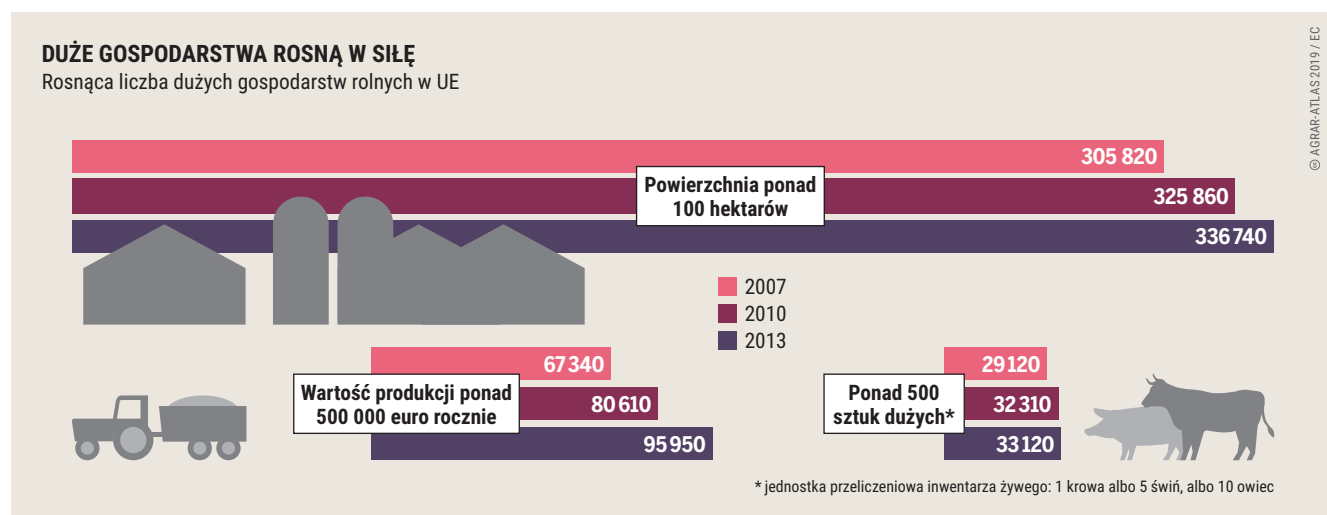 DUŻE GOSPODARSTWA ROSNĄ W SIŁĘ
Rosnąca liczba dużych gospodarstw rolnych w UE
305 820
Powierzchnia ponad
100 hektarów
325 860
336 740
2007
2010
2013
67 340
Wartość produkcji ponad
500 000 euro rocznie
80 610
95 950
29 120
Ponad 500
sztuk dużych*
32 310
33 120
* jednostka przeliczeniowa inwentarza żywego: 1 krowa albo 5 świń, albo 10 owiec
🅭 AGRAR-ATLAS 2019 / EC